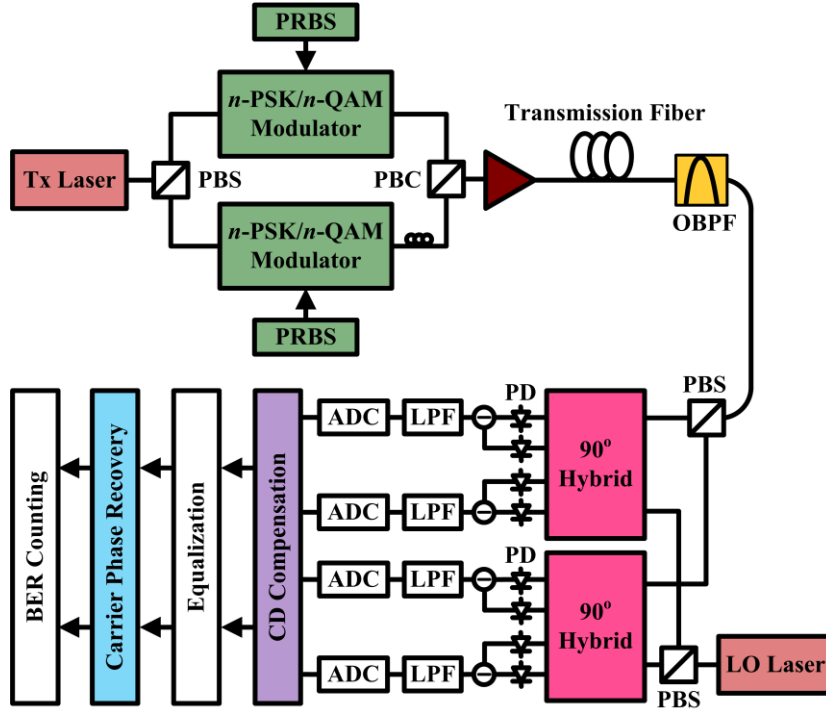 PRBS
n-PSK/n-QAM
Modulator
Transmission Fiber
Tx Laser
PBS
PBC
OBPF
n-PSK/n-QAM
Modulator
PRBS
PBS
PD
ADC
LPF
90° Hybrid
ADC
LPF
PD
ADC
LPF
90° Hybrid
ADC
LPF
PBS
LO Laser
BER Counting
Carrier Phase Recovery
Equalization
CD Compensation